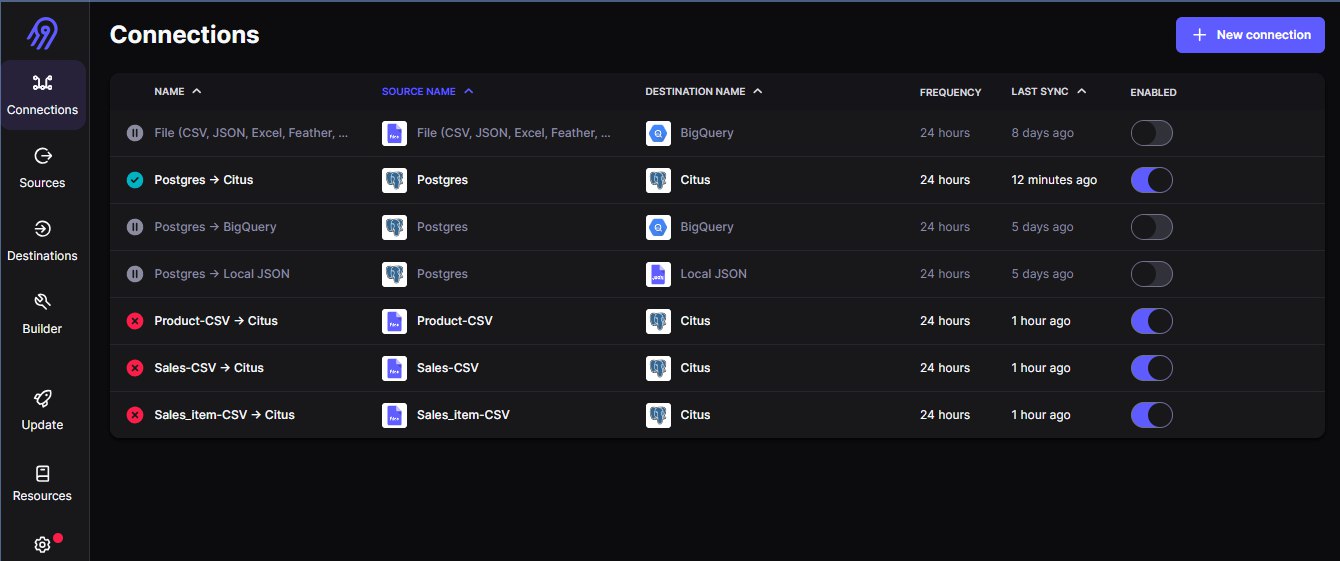 Connections
New connection
Connections
Sources
Destinations
Builder
Update
Resources
NAME SOURCE NAME DESTINATION NAME FREQUENCY LAST SYNC ENABLED
File (CSV, JSON, Excel, Feather, ... File (CSV, JSON, Excel, Feather, ... BigQuery 24 hours 8 days ago
Postgres → Citus Postgres Citus 24 hours 12 minutes ago
Postgres → BigQuery Postgres BigQuery 24 hours 5 days ago
Postgres → Local JSON Postgres Local JSON 24 hours 5 days ago
Product-CSV → Citus Product-CSV Citus 24 hours 1 hour ago
Sales-CSV → Citus Sales-CSV Citus 24 hours 1 hour ago
Sales_item-CSV → Citus Sales_item-CSV Citus 24 hours 1 hour ago